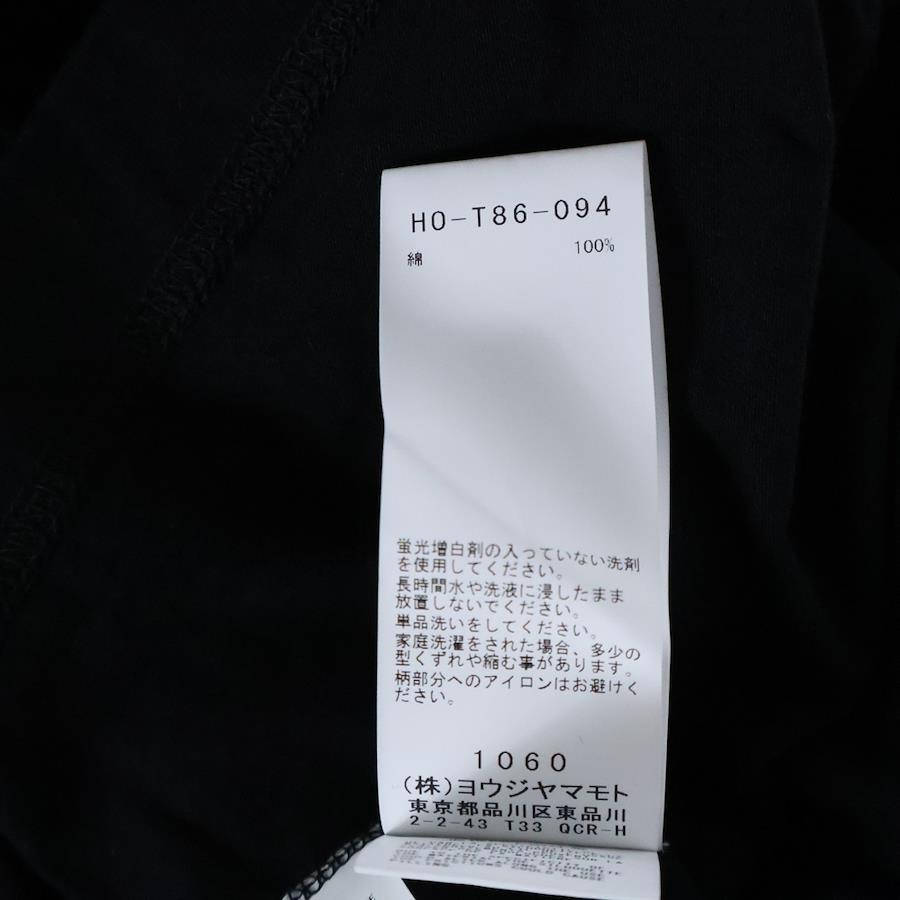 HO-T86-094
綿 100%
蛍光増白剤の入っていない洗剤
を使用してください。
長時間水や洗液に浸したまま
放置しないでください。
単品洗いをしてください。
家庭洗濯をされた場合、多少の
型くずれや縮む事があります。
柄部分へのアイロンはお避けく
ださい。
1060
(株)ヨウジヤマモト
東京都品川区東品川
2-2-43 T33 QCR-H